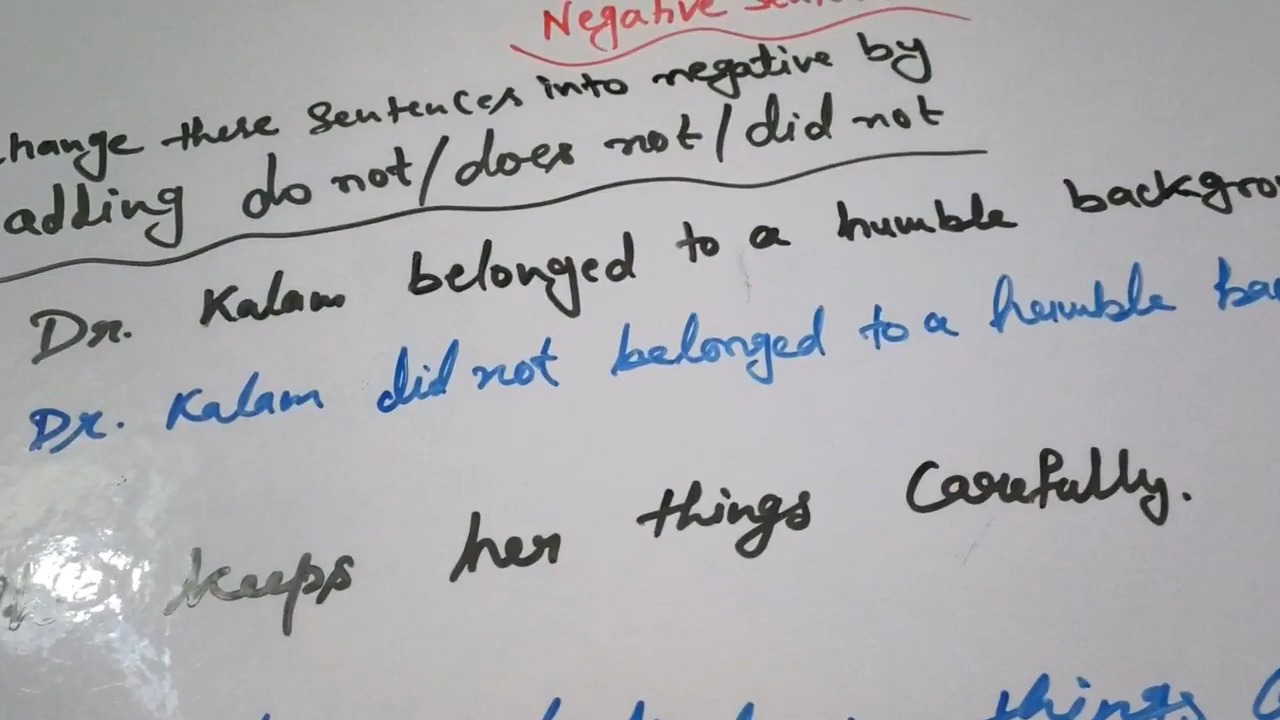 Negative
change these sentences into negative by
adding do not/does not/did not
Dr. Kalam belonged to a humble backgro
Dr. Kalam did not belonged to a humble ba
keeps her things carefully.
things